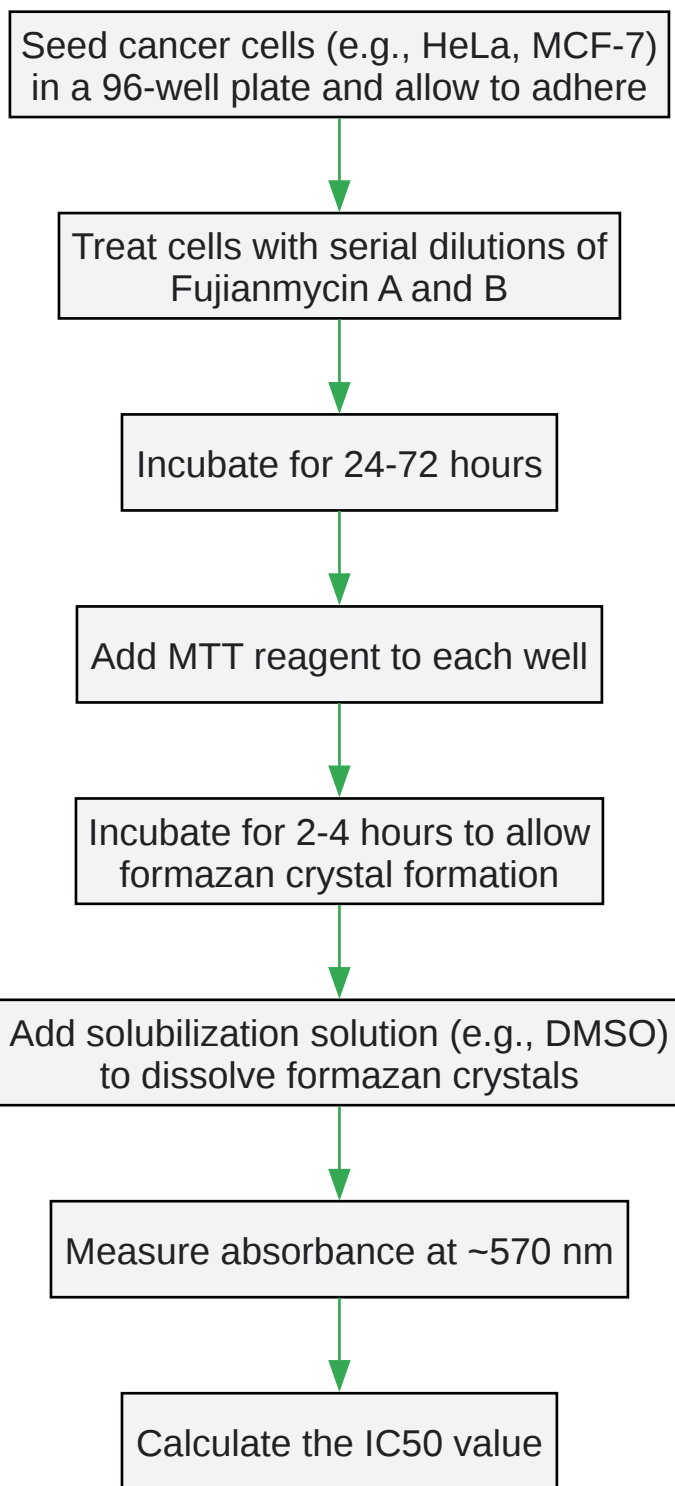 Seed cancer cells (e.g., HeLa, MCF-7)
in a 96-well plate and allow to adhere
Treat cells with serial dilutions of
Fujianmycin A and B
Incubate for 24-72 hours
Add MTT reagent to each well
Incubate for 2-4 hours to allow
formazan crystal formation
Add solubilization solution (e.g., DMSO)
to dissolve formazan crystals
Measure absorbance at ~570 nm
Calculate the IC50 value